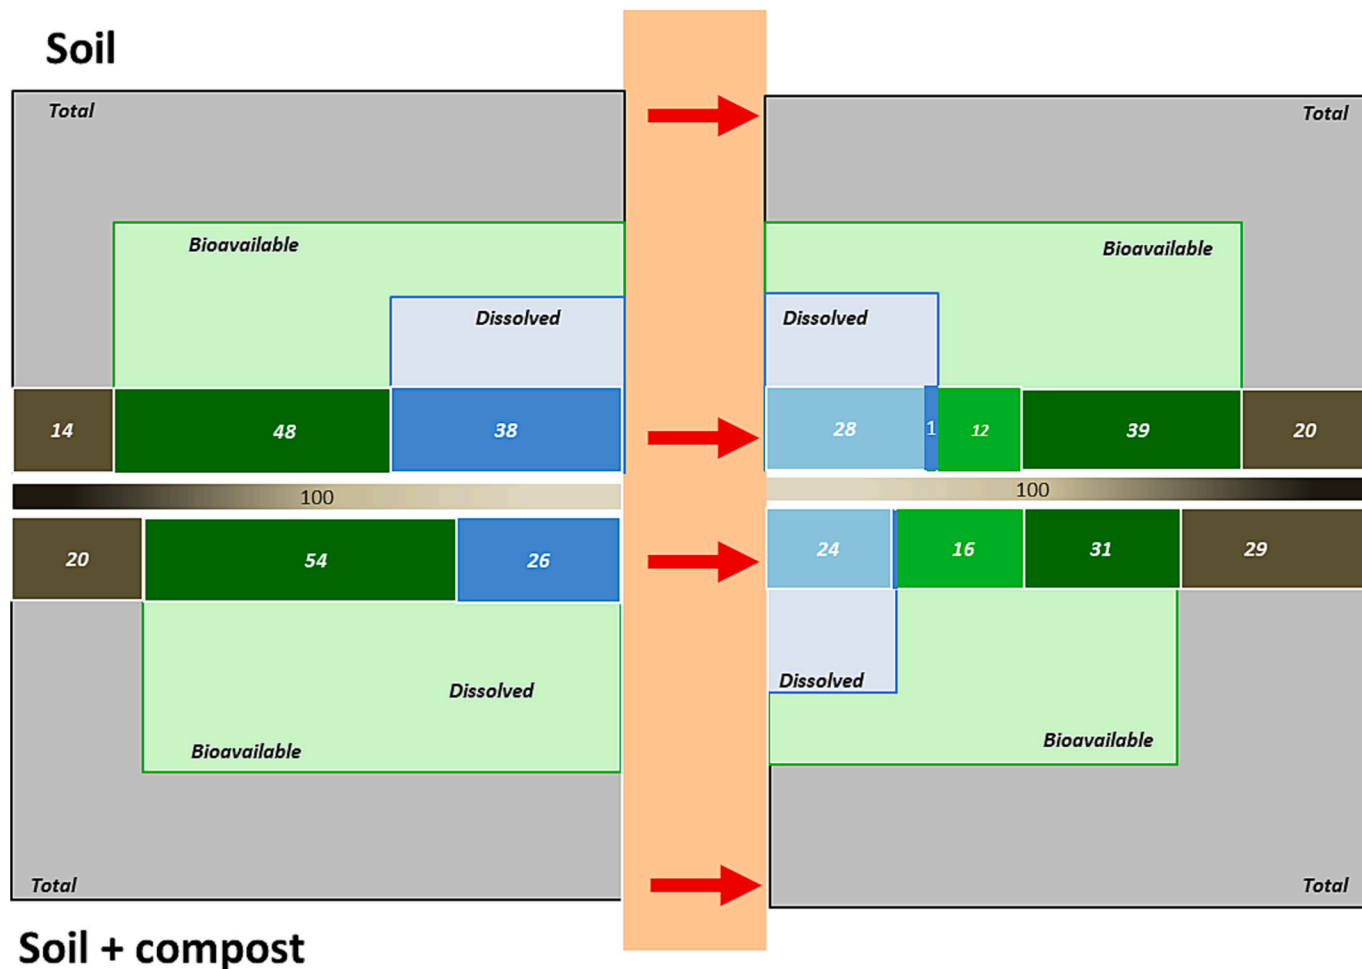 Soil
Total
Total
Bioavailable
Bioavailable
Dissolved
Dissolved
14 48 38 28 1 12 39 20
100 100
20 54 26 24 16 31 29
Dissolved
Dissolved
Bioavailable
Bioavailable
Total
Total
Soil + compost